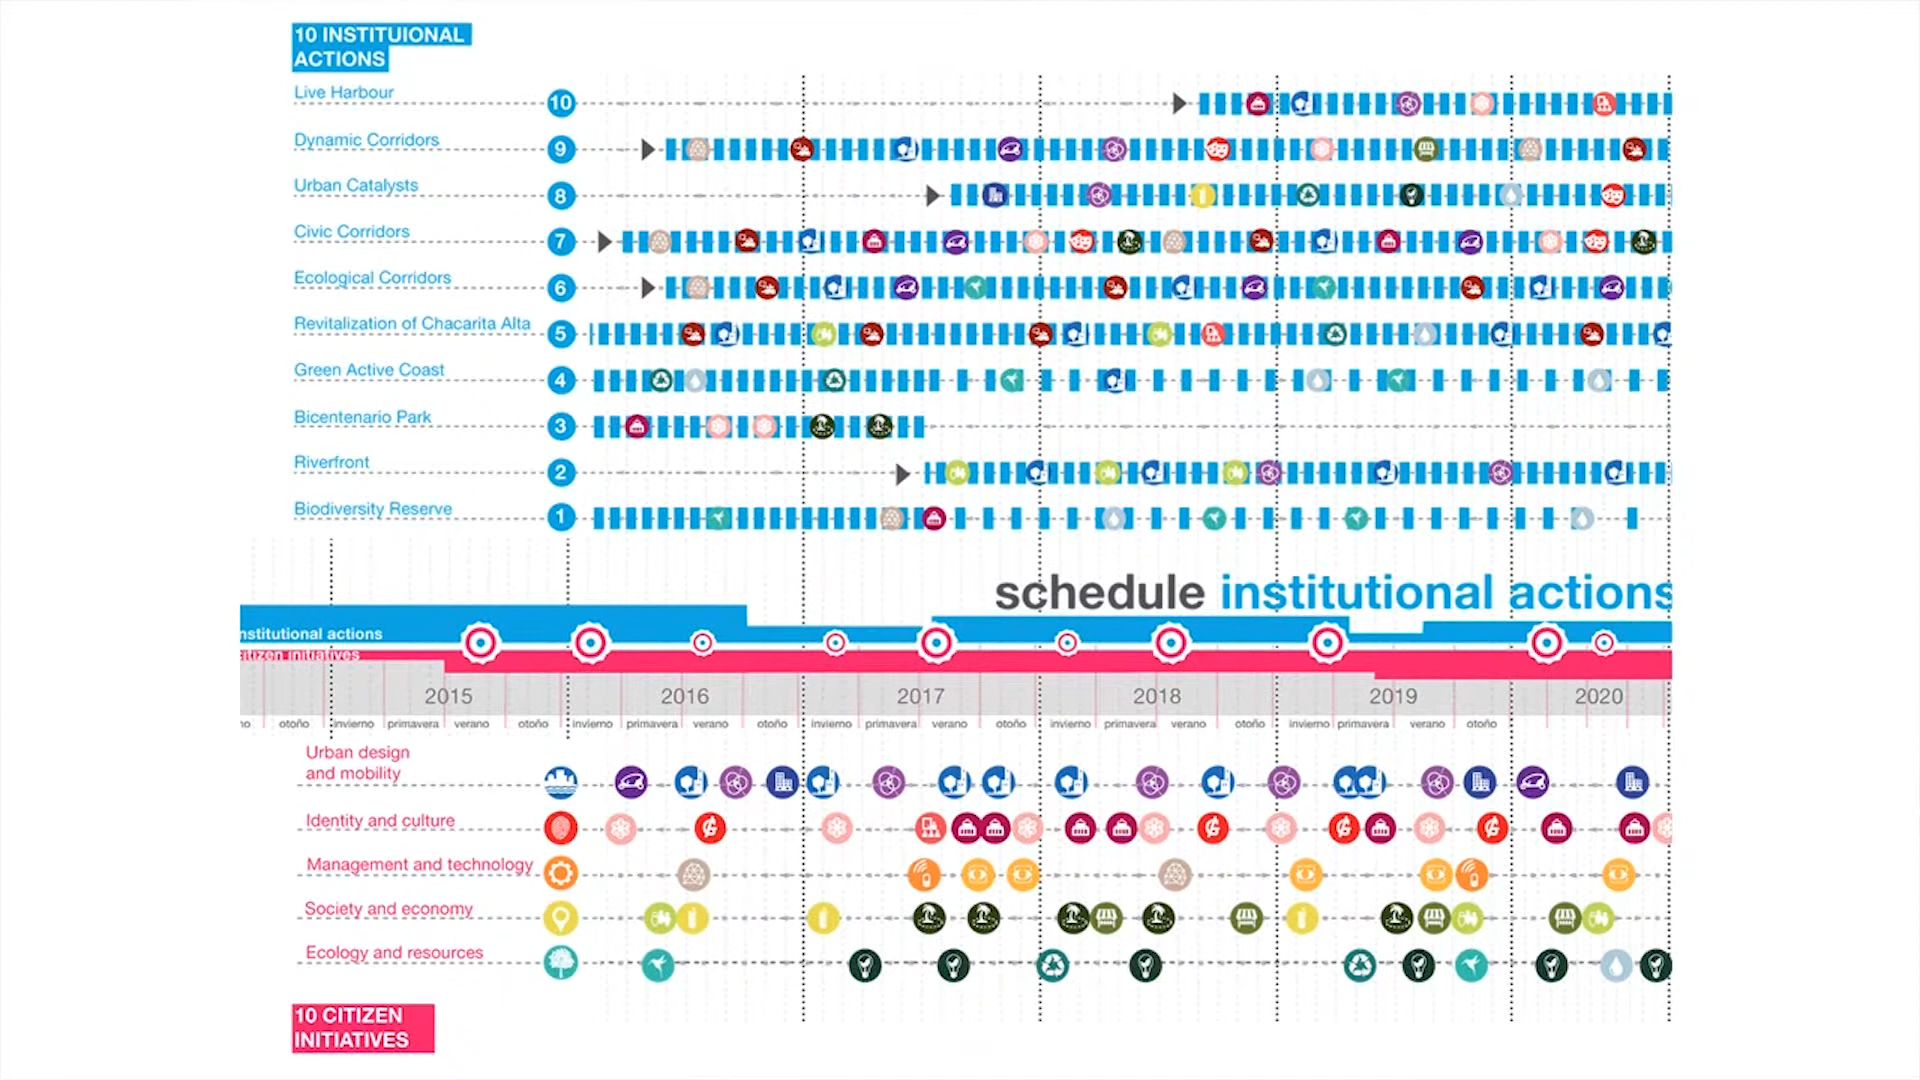 10 INSTITUIONAL
ACTIONS
Live Harbour
10
Dynamic Corridors
9
Urban Catalysts
8
Civic Corridors
7
Ecological Corridors
6
Revitalization of Chacarita Alta
5
Green Active Coast
4
Bicentenario Park
3
Riverfront
2
Biodiversity Reserve
1
schedule institutional actions
nstitutional actions
citizen initiatives
2015 2016 2017 2018 2019 2020
no otoño invierno primavera verano otoño invierno primavera verano otoño invierno primavera verano otoño invierno primavera verano otoño invierno primavera verano otoño
Urban design
and mobility
Identity and culture
Management and technology
Society and economy
Ecology and resources
10 CITIZEN
INITIATIVES